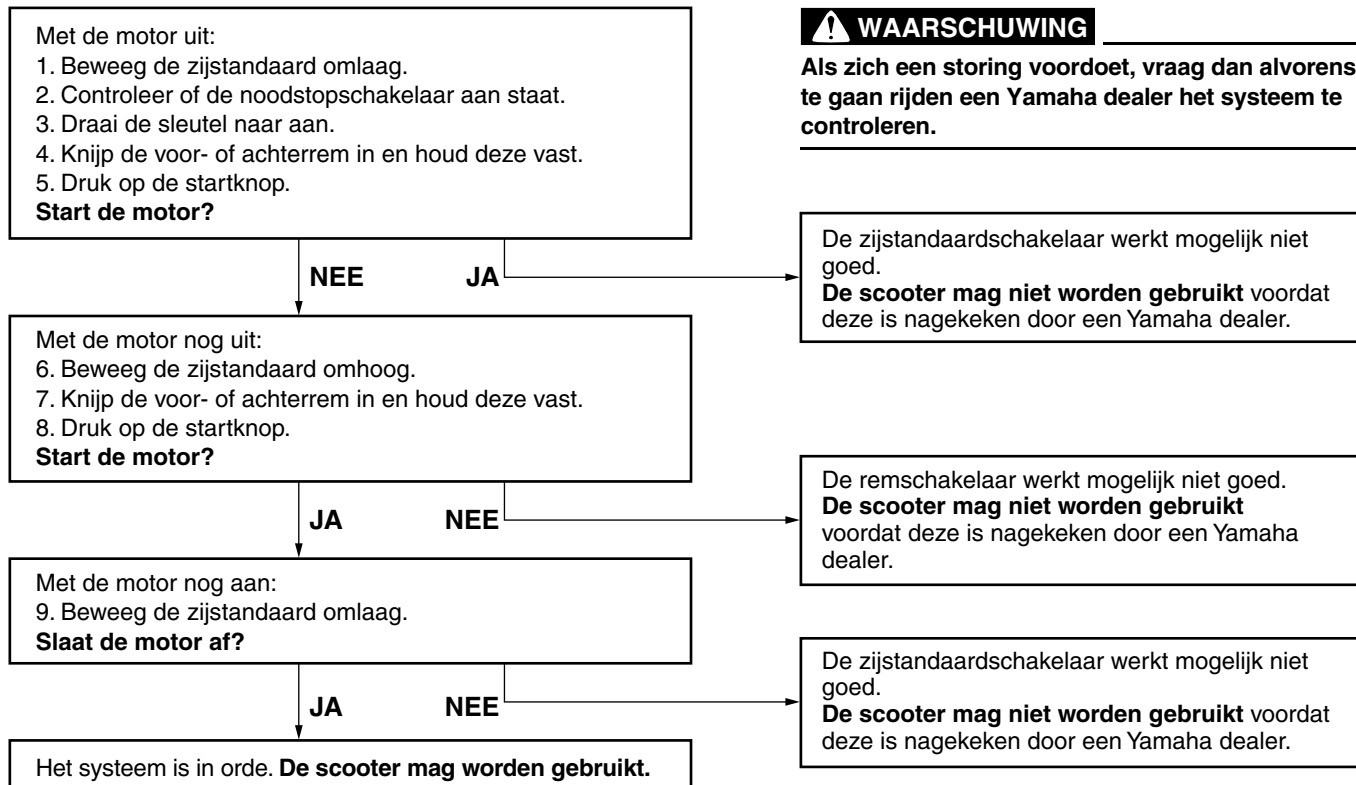 Met de motor uit:
1. Beweeg de zijstandaard omlaag.
2. Controleer of de noodstopschakelaar aan staat.
3. Draai de sleutel naar aan.
4. Knijp de voor- of achterrem in en houd deze vast.
5. Druk op de startknop.
Start de motor?
WAARSCHUWING
Als zich een storing voordoet, vraag dan alvorens
te gaan rijden een Yamaha dealer het systeem te
controleren.
NEE JA
De zijstandaardschakelaar werkt mogelijk niet
goed.
De scooter mag niet worden gebruikt voordat
deze is nagekeken door een Yamaha dealer.
Met de motor nog uit:
6. Beweeg de zijstandaard omhoog.
7. Knijp de voor- of achterrem in en houd deze vast.
8. Druk op de startknop.
Start de motor?
JA NEE
De remschakelaar werkt mogelijk niet goed.
De scooter mag niet worden gebruikt
voordat deze is nagekeken door een Yamaha
dealer.
Met de motor nog aan:
9. Beweeg de zijstandaard omlaag.
Slaat de motor af?
JA NEE
De zijstandaardschakelaar werkt mogelijk niet
goed.
De scooter mag niet worden gebruikt voordat
deze is nagekeken door een Yamaha dealer.
Het systeem is in orde. De scooter mag worden gebruikt.